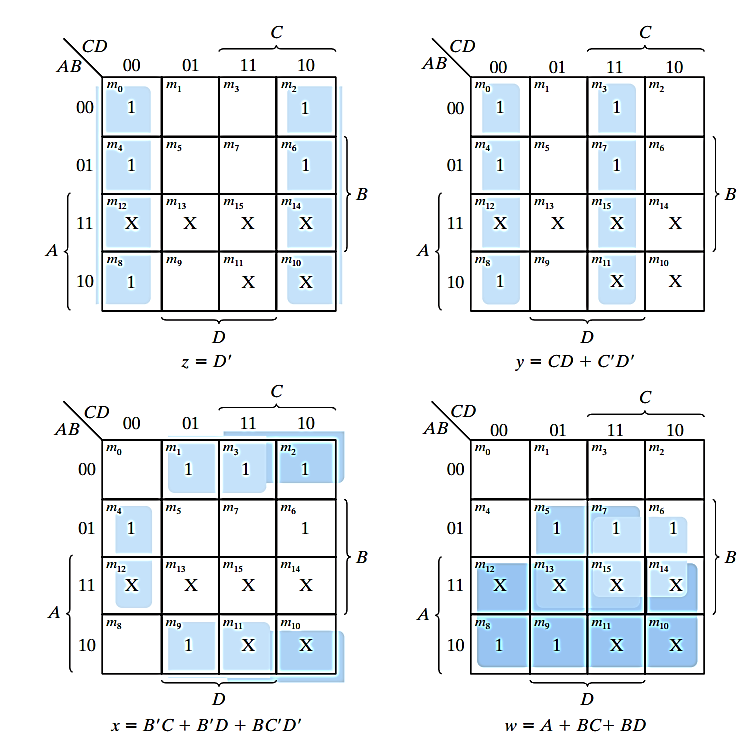 C C
CD CD
AB 00 01 11 10 AB 00 01 11 10
m0 m1 m3 m2 m0 m1 m3 m2
00 1 1 00 1 1
m4 m5 m7 m6 m4 m5 m7 m6
01 1 1 01 1 1
B B
m12 m13 m15 m14 m12 m13 m15 m14
11 X X X X 11 X X X X
A A
m8 m9 m11 m10 m8 m9 m11 m10
10 1 X X 10 1 X X
D D
z = D′ y = CD + C′D′
C C
CD CD
AB 00 01 11 10 AB 00 01 11 10
m0 m1 m3 m2 m0 m1 m3 m2
00 1 1 1 00
m4 m5 m7 m6 m4 m5 m7 m6
01 1 1 01 1 1 1
B B
m12 m13 m15 m14 m12 m13 m15 m14
11 X X X X 11 X X X X
A A
m8 m9 m11 m10 m8 m9 m11 m10
10 1 X X 10 1 1 X X
D D
x = B′C + B′D + BC′D′ w = A + BC+ BD